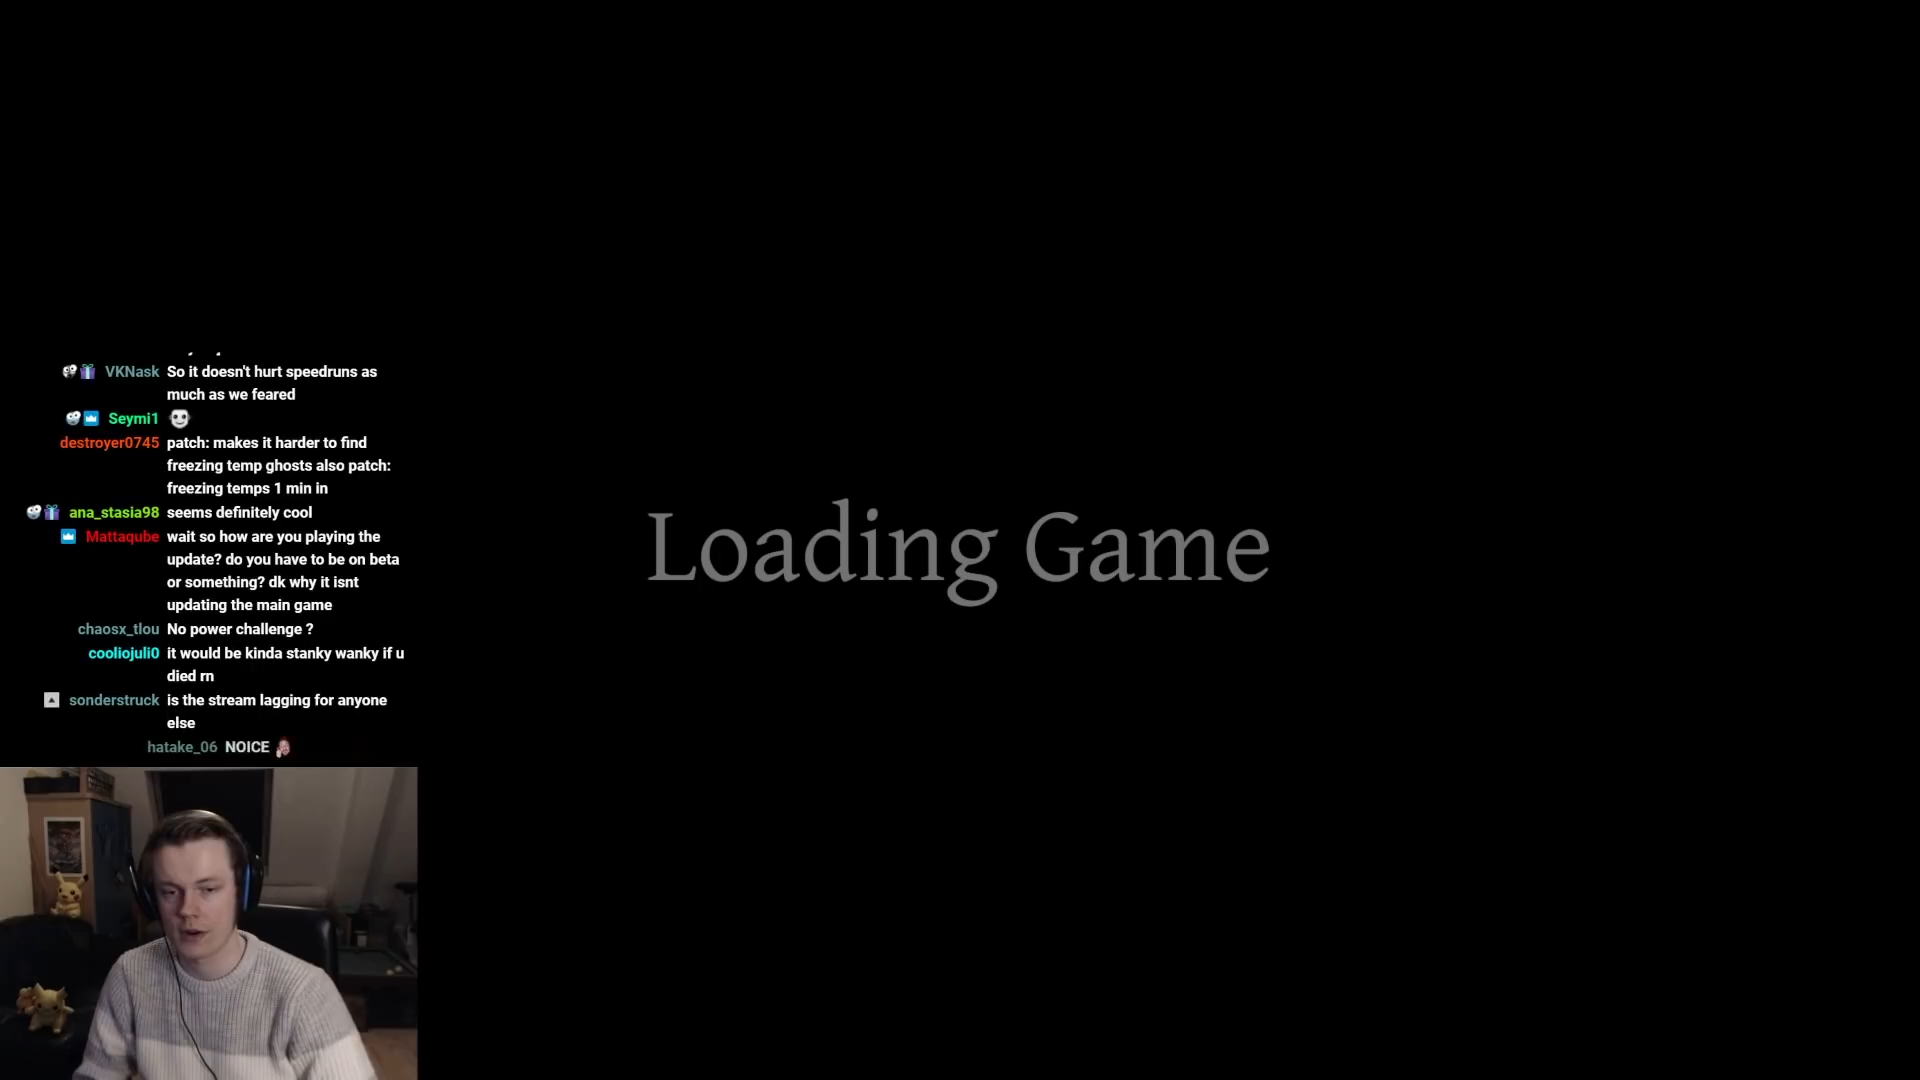 VKNask So it doesn't hurt speedruns as
much as we feared
Seymi1
destroyer0745 patch: makes it harder to find
freezing temp ghosts also patch:
freezing temps 1 min in
ana_stasia98 seems definitely cool
Mattaqube wait so how are you playing the
update? do you have to be on beta
or something? dk why it isnt
updating the main game
chaosx_tlou No power challenge ?
cooliojuli0 it would be kinda stanky wanky if u
died rn
sonderstruck is the stream lagging for anyone
else
hatake_06 NOICE
Loading Game